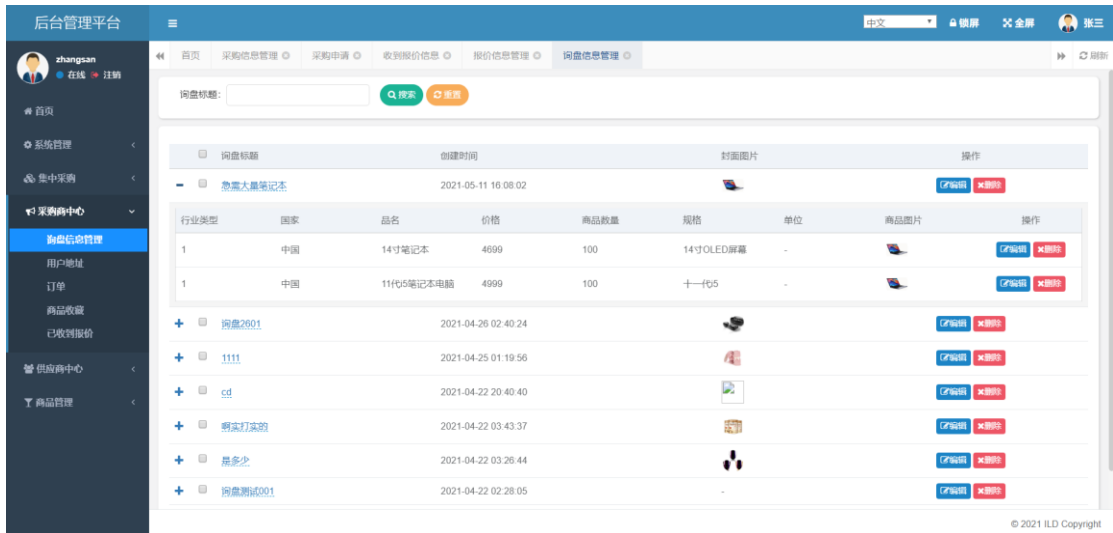 后台管理平台 中文 锁屏 全屏 张三
zhangsan
在线 注销
首页 采购信息管理 采购申请 收到报价信息 报价信息管理 询盘信息管理 刷新
询盘标题： 搜索 重置
首页
系统管理
集中采购
采购商中心
询盘信息管理
用户地址
订单
商品收藏
已收到报价
供应商中心
商品管理
询盘标题 创建时间 封面图片 操作
急需大量笔记本 2021-05-11 16:08:02 编辑 删除
行业类型 国家 品名 价格 商品数量 规格 单位 商品图片 操作
1 中国 14寸笔记本 4699 100 14寸OLED屏幕 - 编辑 删除
1 中国 11代i5笔记本电脑 4999 100 十一代i5 - 编辑 删除
询盘2601 2021-04-26 02:40:24 编辑 删除
1111 2021-04-25 01:19:56 编辑 删除
cd 2021-04-22 20:40:40 编辑 删除
啊实打实的 2021-04-22 03:43:37 编辑 删除
是多少 2021-04-22 03:26:44 编辑 删除
询盘测试001 2021-04-22 02:28:05 - 编辑 删除
© 2021 ILD Copyright